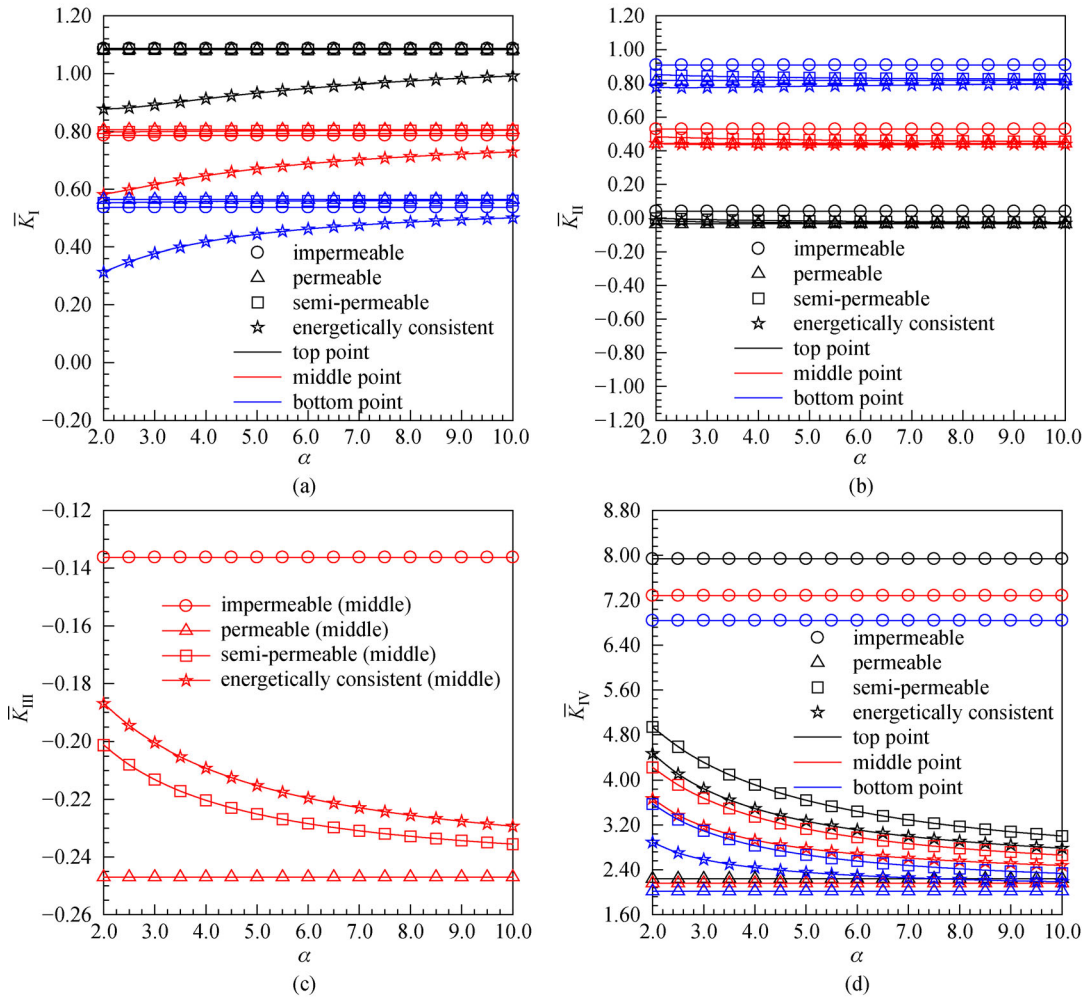 1.20
1.00
0.80
0.60
0.40
0.20
0.00
−0.20
K̅I
impermeable
permeable
semi-permeable
energetically consistent
top point
middle point
bottom point
2.0 3.0 4.0 5.0 6.0 7.0 8.0 9.0 10.0
α
(a)
1.20
1.00
0.80
0.60
0.40
0.20
0.00
−0.20
−0.40
−0.60
−0.80
−1.00
−1.20
K̅II
impermeable
permeable
semi-permeable
energetically consistent
top point
middle point
bottom point
2.0 3.0 4.0 5.0 6.0 7.0 8.0 9.0 10.0
α
(b)
−0.12
−0.14
−0.16
−0.18
−0.20
−0.22
−0.24
−0.26
K̅III
impermeable (middle)
permeable (middle)
semi-permeable (middle)
energetically consistent (middle)
2.0 3.0 4.0 5.0 6.0 7.0 8.0 9.0 10.0
α
(c)
8.80
8.00
7.20
6.40
5.60
4.80
4.00
3.20
2.40
1.60
K̅IV
impermeable
permeable
semi-permeable
energetically consistent
top point
middle point
bottom point
2.0 3.0 4.0 5.0 6.0 7.0 8.0 9.0 10.0
α
(d)